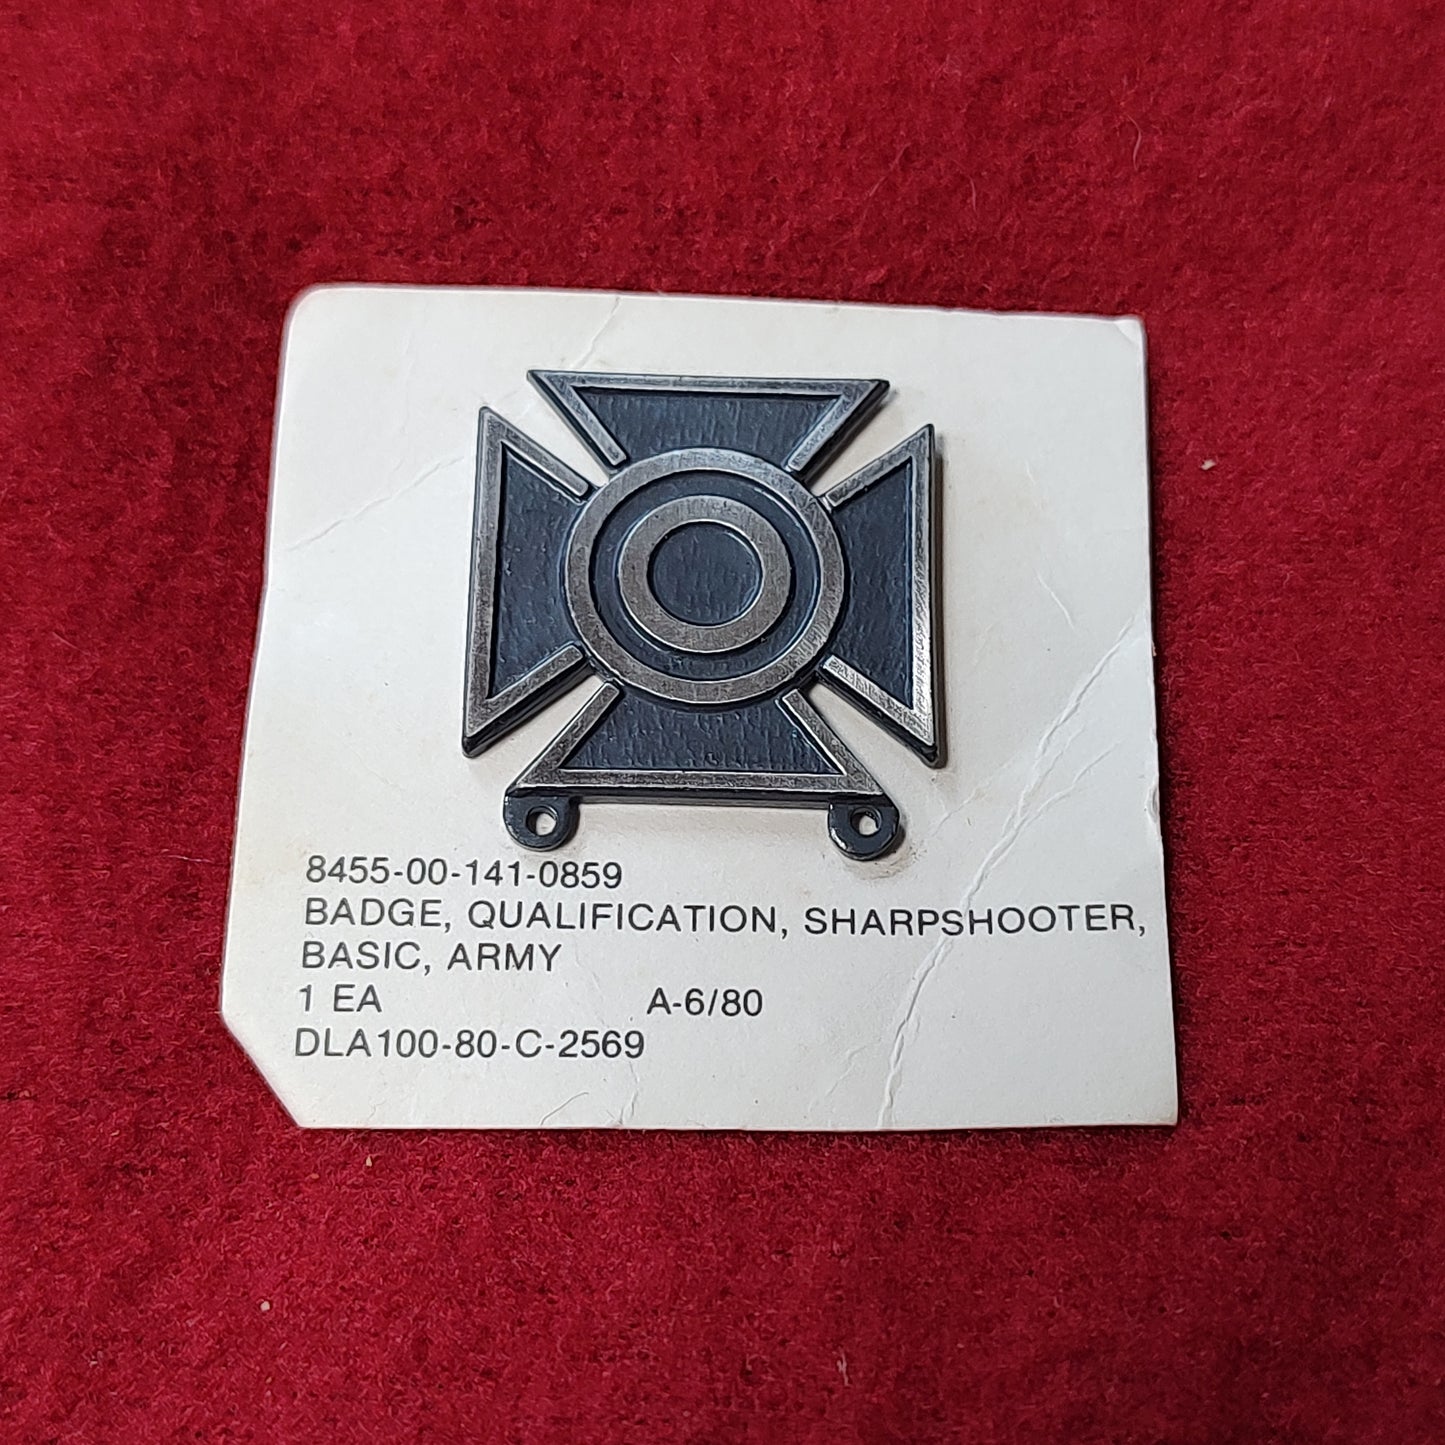 8455-00-141-0859
BADGE, QUALIFICATION, SHARPSHOOTER,
BASIC, ARMY
1 EA A-6/80
DLA100-80-C-2569